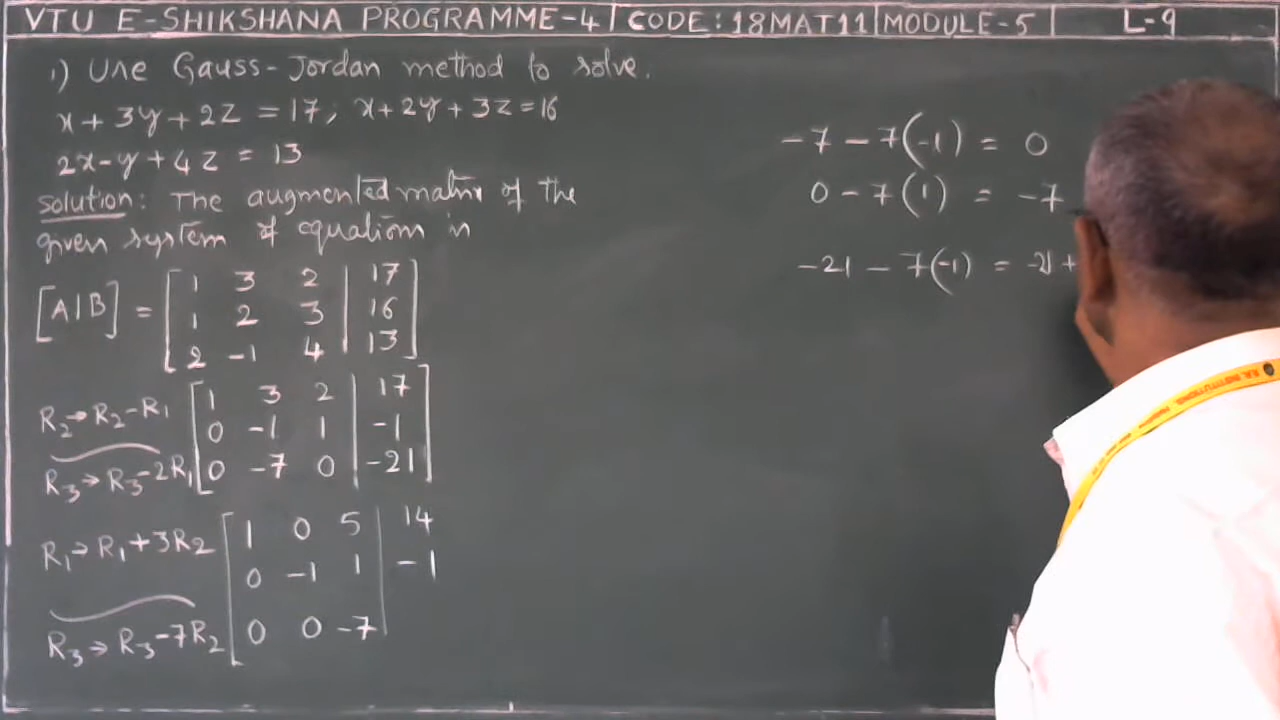 VTU E-SHIKSHANA PROGRAMME-4 | CODE: 18MAT11 | MODULE-5 | L-9
1) Use Gauss-Jordan method to solve.
x + 3y + 2z = 17; x + 2y + 3z = 16
2x - y + 4z = 13
solution: The augmented matrix of the
given system of equation is
[A|B] = [ 1 3 2 | 17 ]
1 2 3 | 16
2 -1 4 | 13
R2 → R2 - R1 [ 1 3 2 | 17 ]
0 -1 1 | -1
R3 → R3 - 2R1 0 -7 0 | -21
R1 → R1 + 3R2 [ 1 0 5 | 14
0 -1 1 | -1
R3 → R3 - 7R2 0 0 -7 |
-7 - 7(-1) = 0
0 - 7(1) = -7
-21 - 7(-1) = -21 +